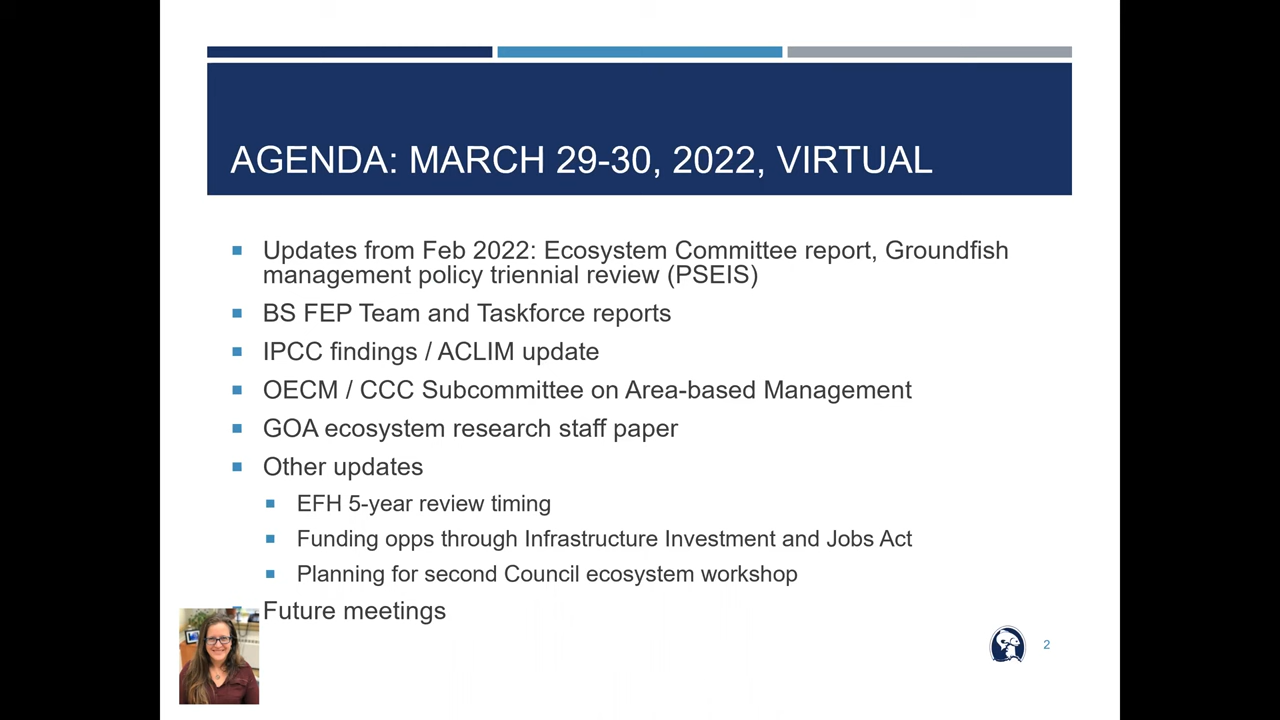 AGENDA: MARCH 29-30, 2022, VIRTUAL
Updates from Feb 2022: Ecosystem Committee report, Groundfish
management policy triennial review (PSEIS)
BS FEP Team and Taskforce reports
IPCC findings / ACLIM update
OECM / CCC Subcommittee on Area-based Management
GOA ecosystem research staff paper
Other updates
EFH 5-year review timing
Funding opps through Infrastructure Investment and Jobs Act
Planning for second Council ecosystem workshop
Future meetings
2